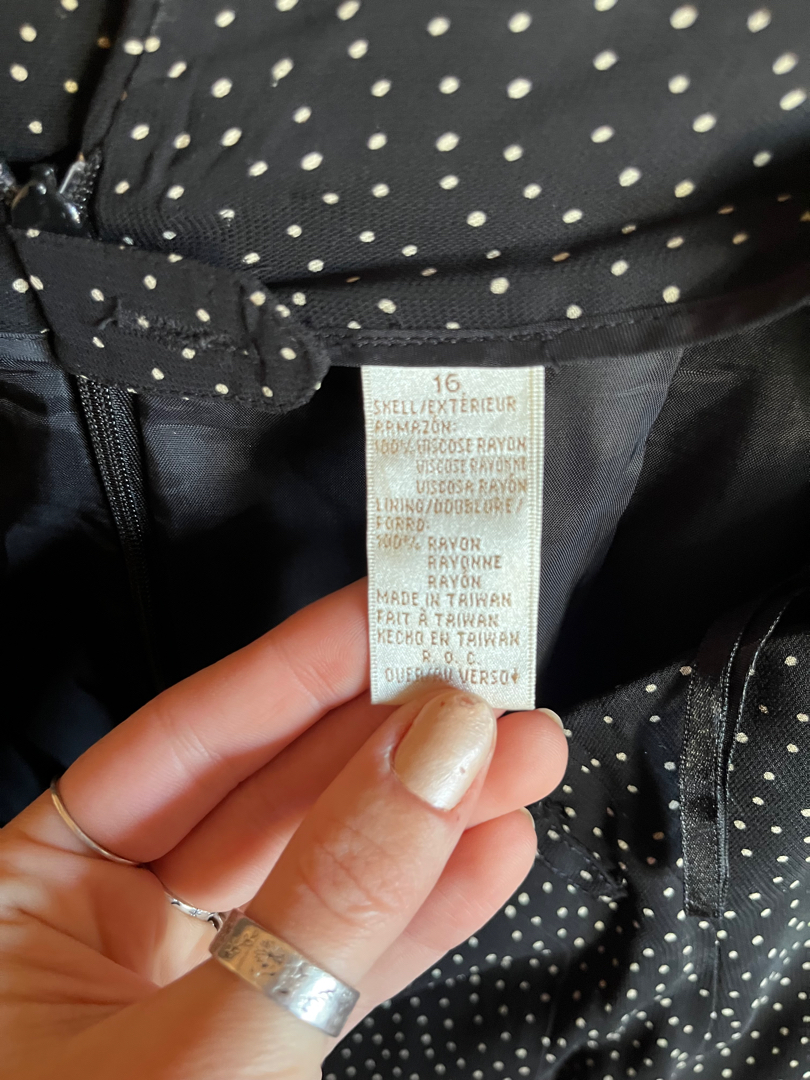 16
SHELL/EXTÉRIEUR
ARMAZÓN:
100% VISCOSE RAYON
VISCOSE RAYONNE
VISCOSA RAYÓN
LINING/DOUBLURE/
FORRO:
100% RAYON
RAYONNE
RAYÓN
MADE IN TAIWAN
FAIT À TAIWAN
HECHO EN TAIWAN
R. O. C.
OVER/AU VERSO